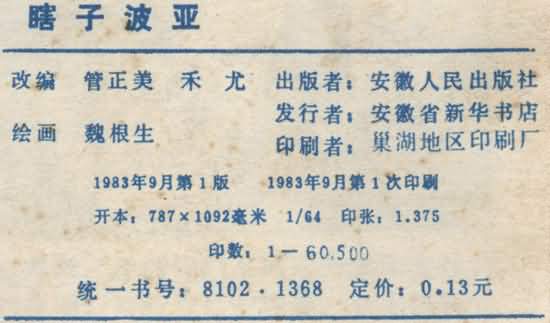 瞎子波亚
改编 管正美 禾尤 出版者：安徽人民出版社
发行者：安徽省新华书店
绘画 魏根生
印刷者：巢湖地区印刷厂
1983年9月第1版 1983年9月第1次印刷
开本：787×1092毫米 1/64 印张：1.375
印数：1—60,500
统一书号：8102·1368 定价：0.13元